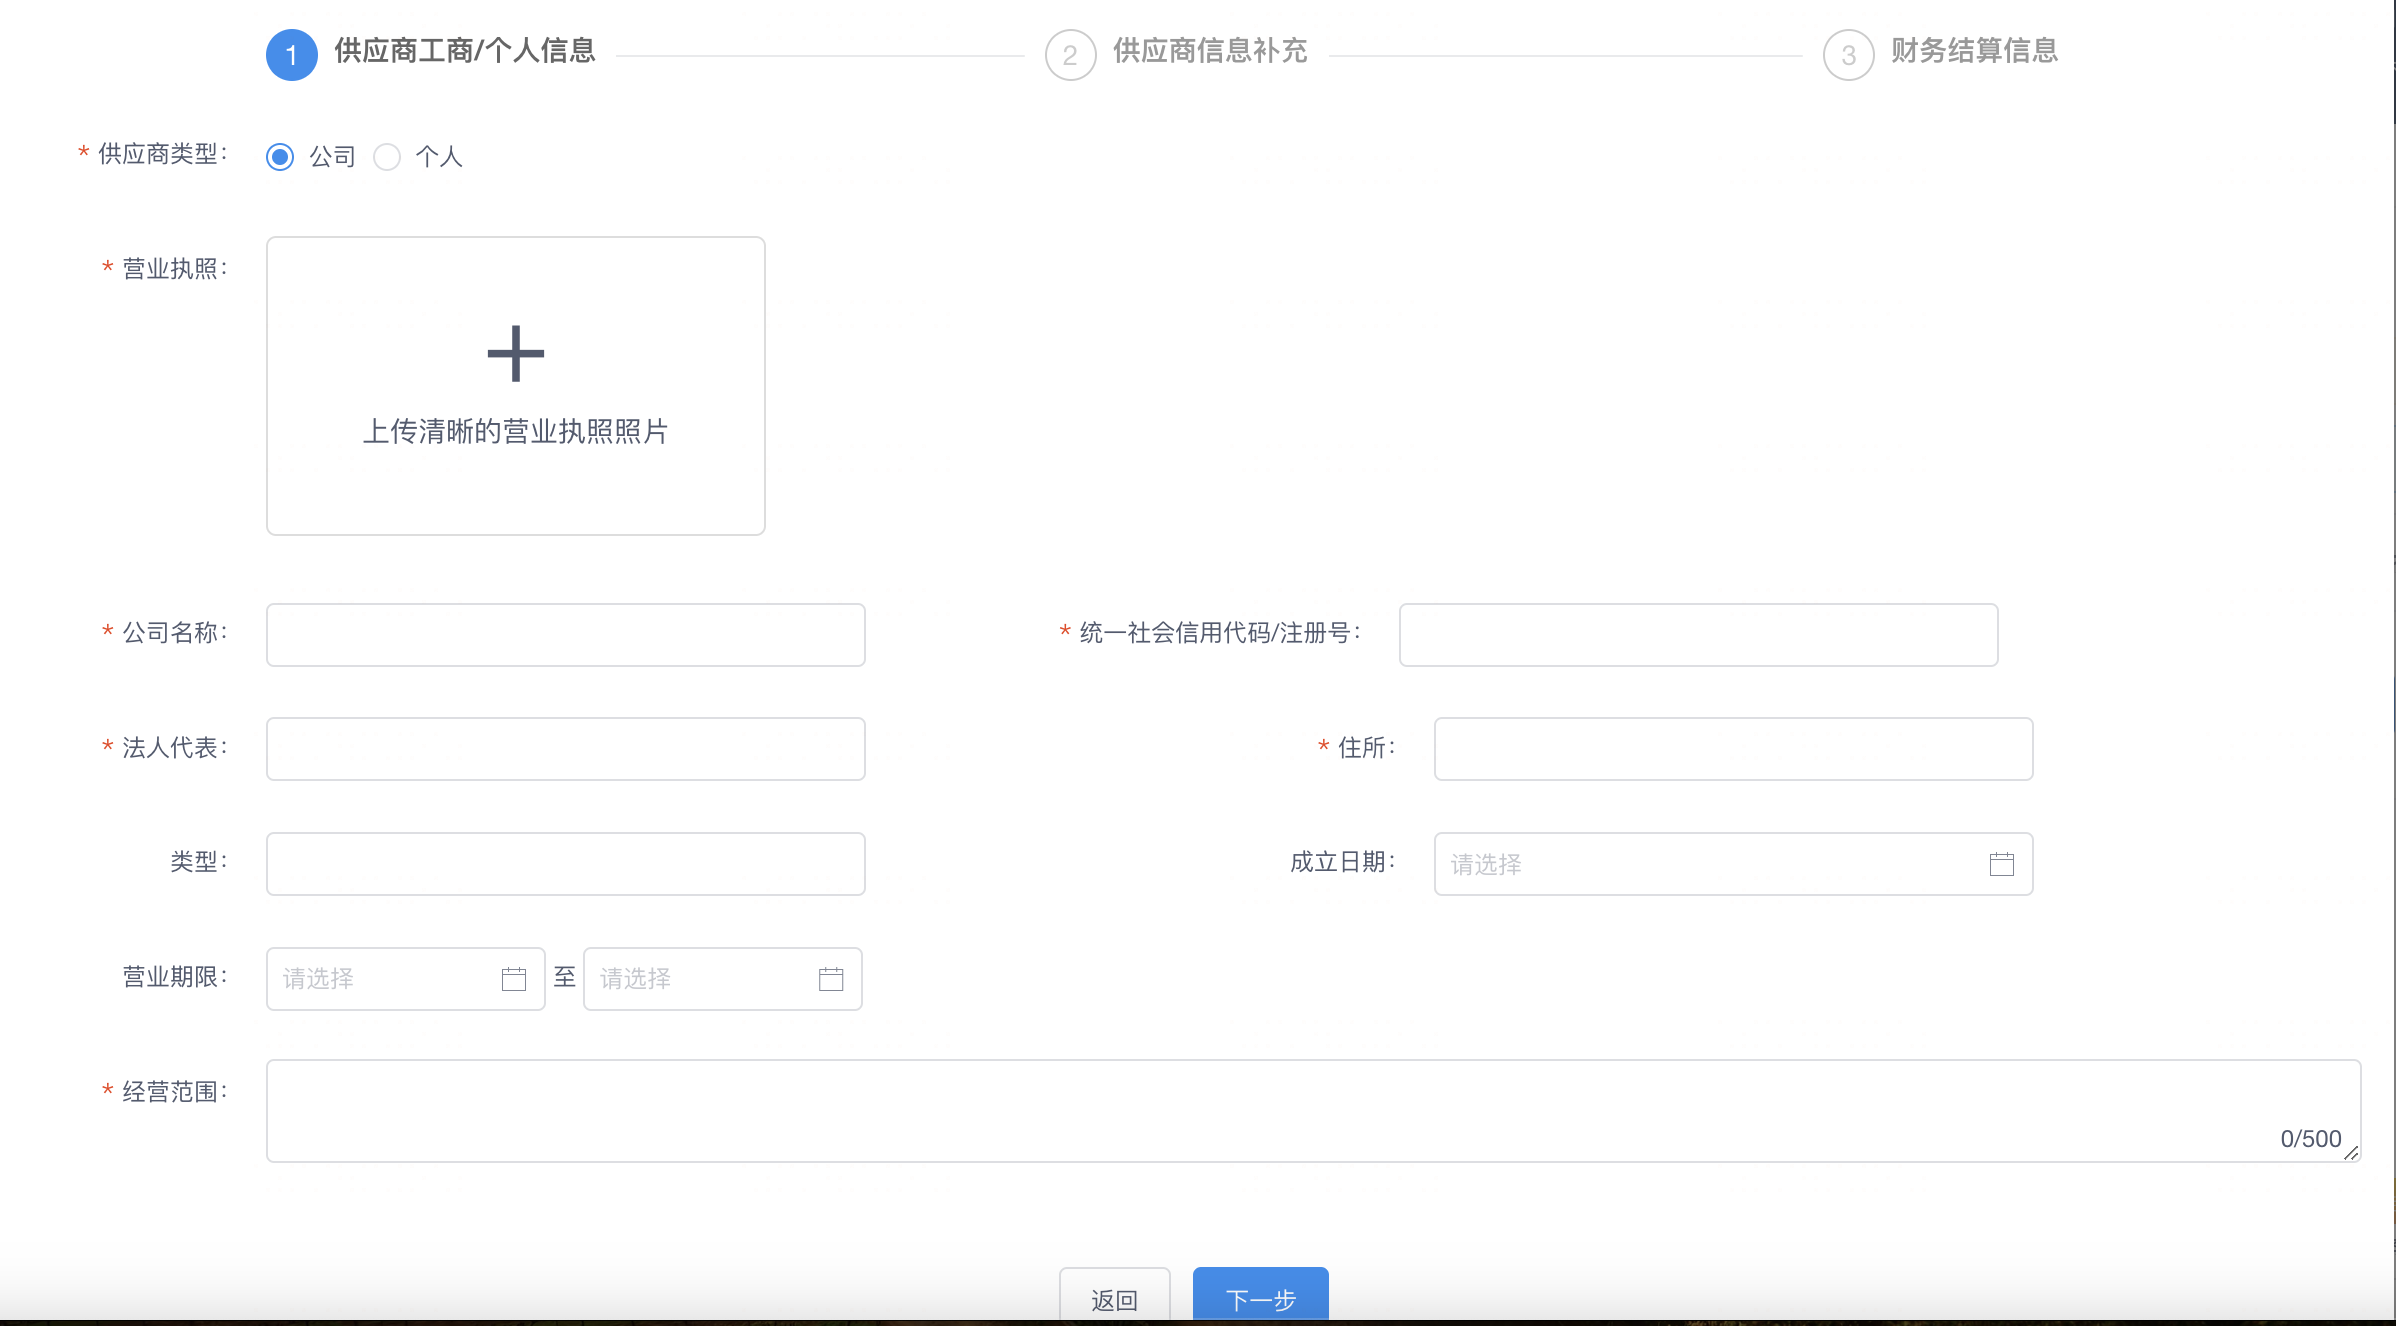 1 供应商工商/个人信息 2 供应商信息补充 3 财务结算信息
* 供应商类型: 公司 个人
* 营业执照:
上传清晰的营业执照照片
* 公司名称: * 统一社会信用代码/注册号:
* 法人代表: * 住所:
类型: 成立日期: 请选择
营业期限: 请选择 至 请选择
* 经营范围:
0/500
返回 下一步